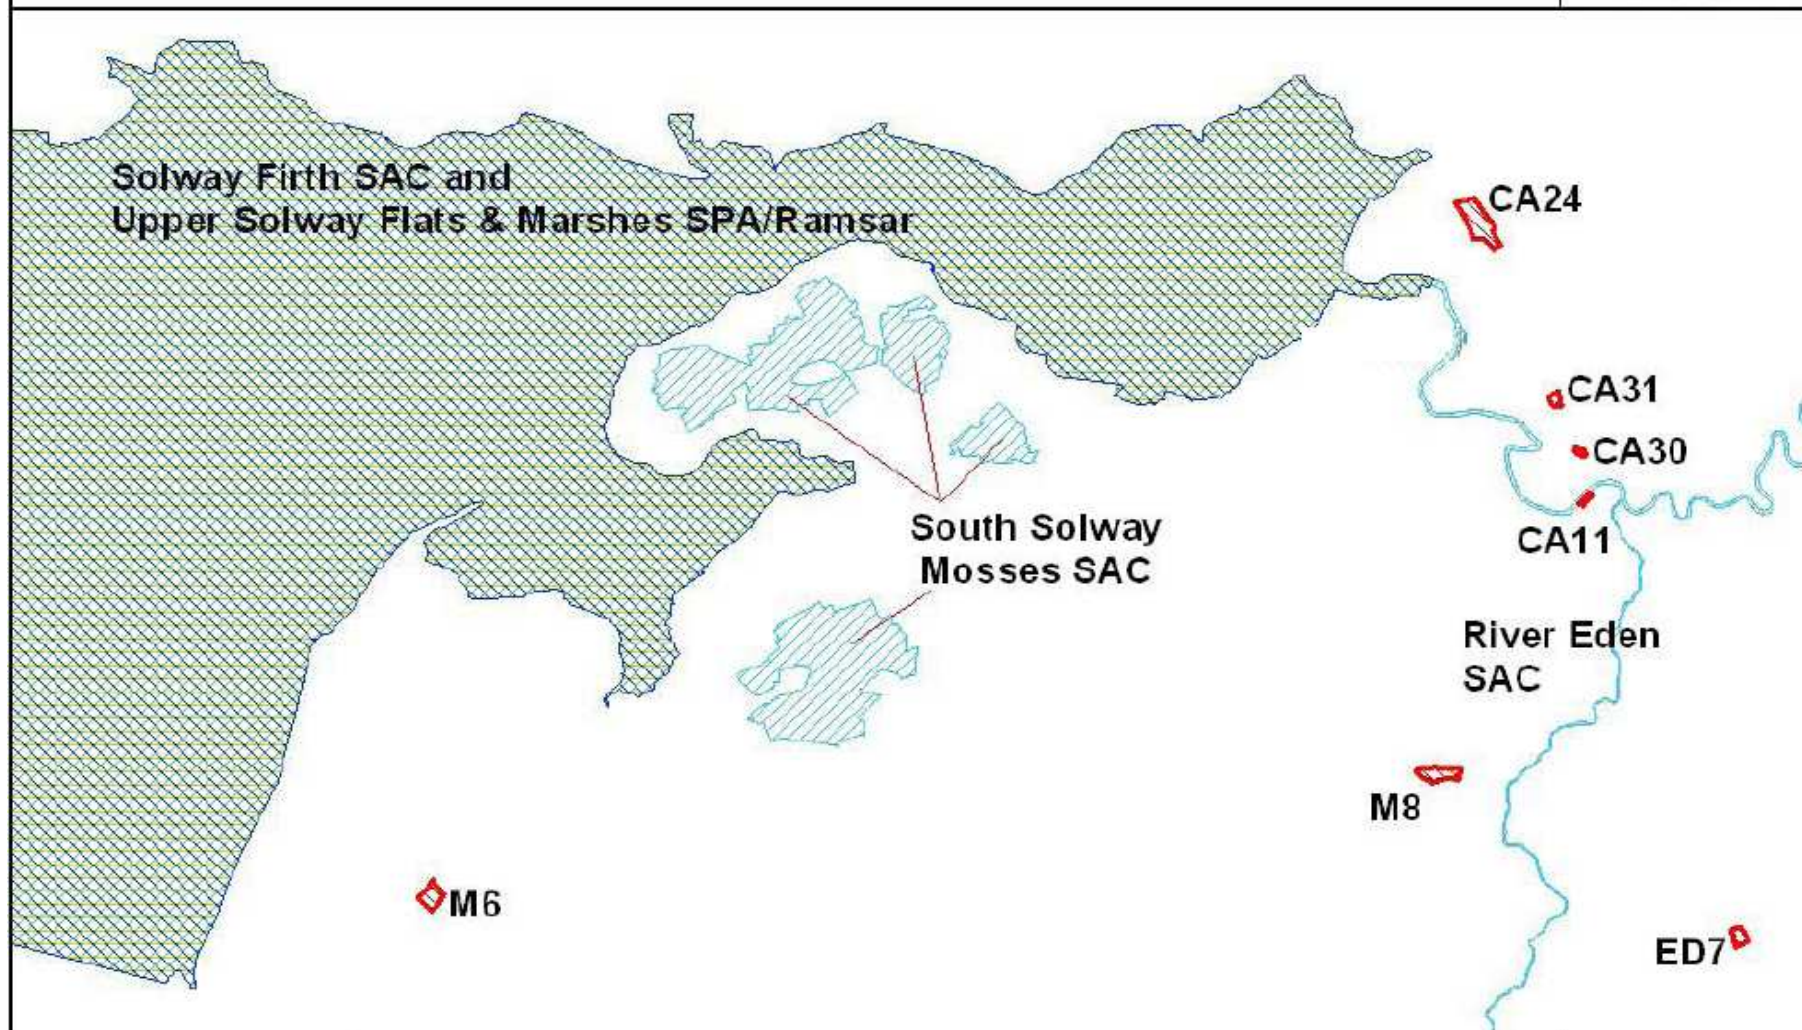 Solway Firth SAC and
Upper Solway Flats & Marshes SPA/Ramsar
CA24
CA31
CA30
CA11
South Solway
Mosses SAC
River Eden
SAC
M8
M6
ED7